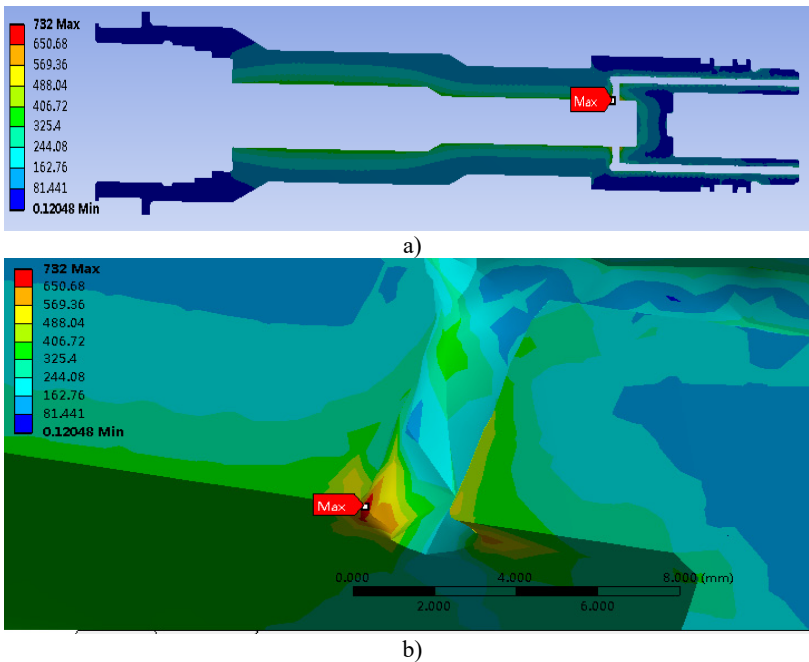 732 Max
650.68
569.36
488.04
406.72
325.4
244.08
162.76
81.441
0.12048 Min
Max
a)
732 Max
650.68
569.36
488.04
406.72
325.4
244.08
162.76
81.441
0.12048 Min
Max
0.000 4.000 8.000 (mm)
2.000 6.000
b)